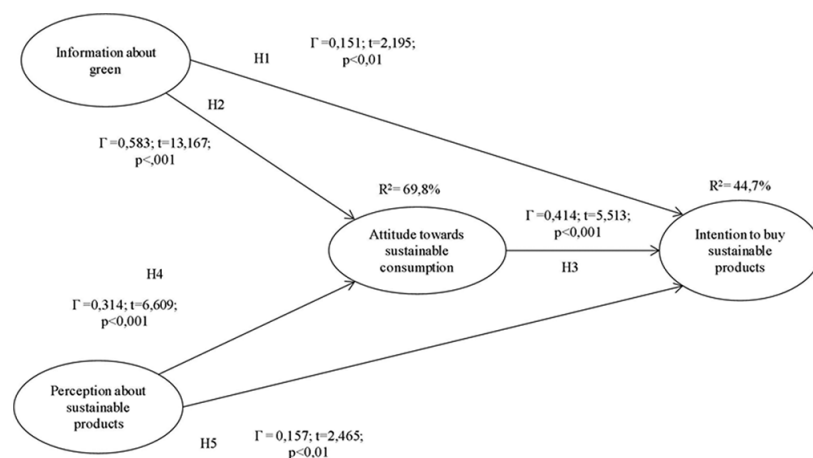 Information about
green
H1
Γ =0,151; t=2,195;
p<0,01
H2
Γ =0,583; t=13,167;
p<,001
R²= 69,8%
R²= 44,7%
Attitude towards
sustainable
consumption
Γ =0,414; t=5,513;
p<0,001
H3
Intention to buy
sustainable
products
H4
Γ =0,314; t=6,609;
p<0,001
Perception about
sustainable
products
H5
Γ =0,157; t=2,465;
p<0,01